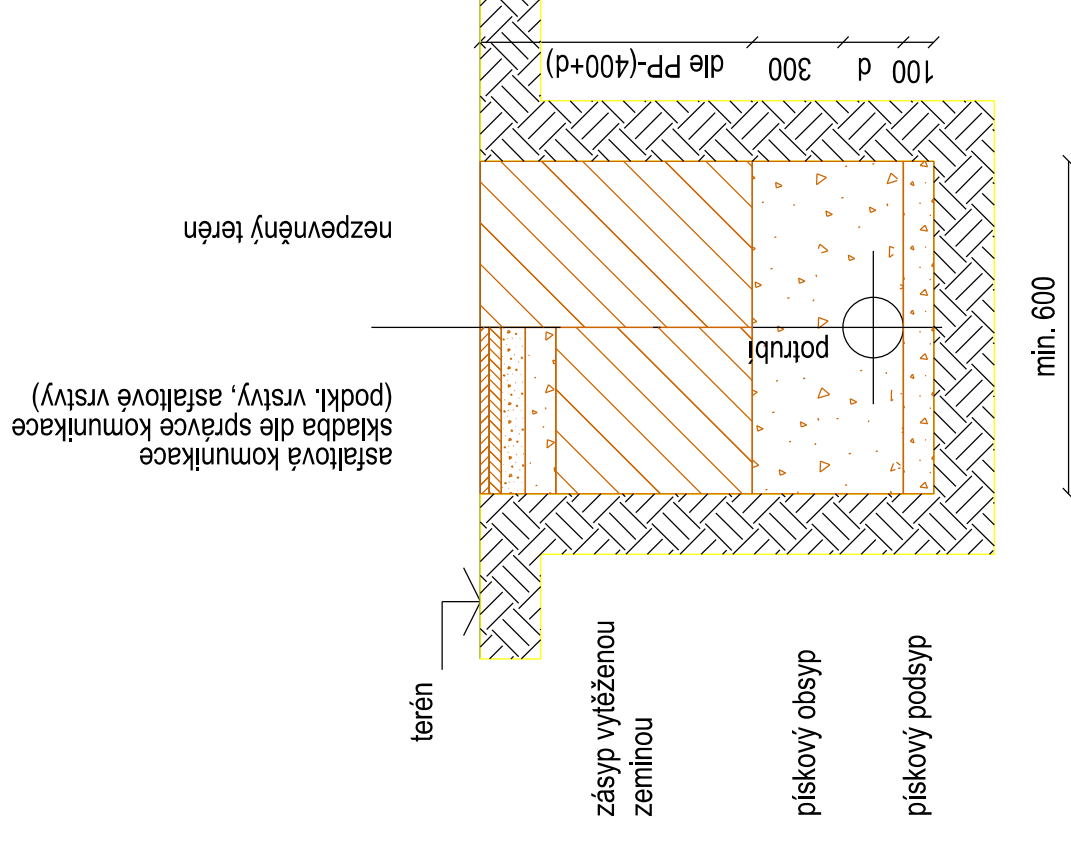 nezpevněný terén
asfaltová komunikace
skladba dle správce komunikace
(podkl. vrstvy, asfaltové vrstvy)
terén
zásyp vytěženou
zeminou
pískový obsyp
pískový podsyp
potrubí
dle PP-(400+d)
300
d
100
min. 600